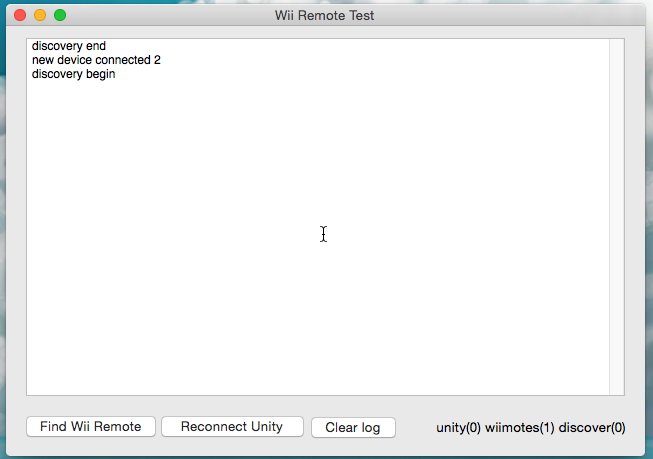 Wii Remote Test
discovery end
new device connected 2
discovery begin
Find Wii Remote
Reconnect Unity
Clear log
unity(0) wiimotes(1) discover(0)